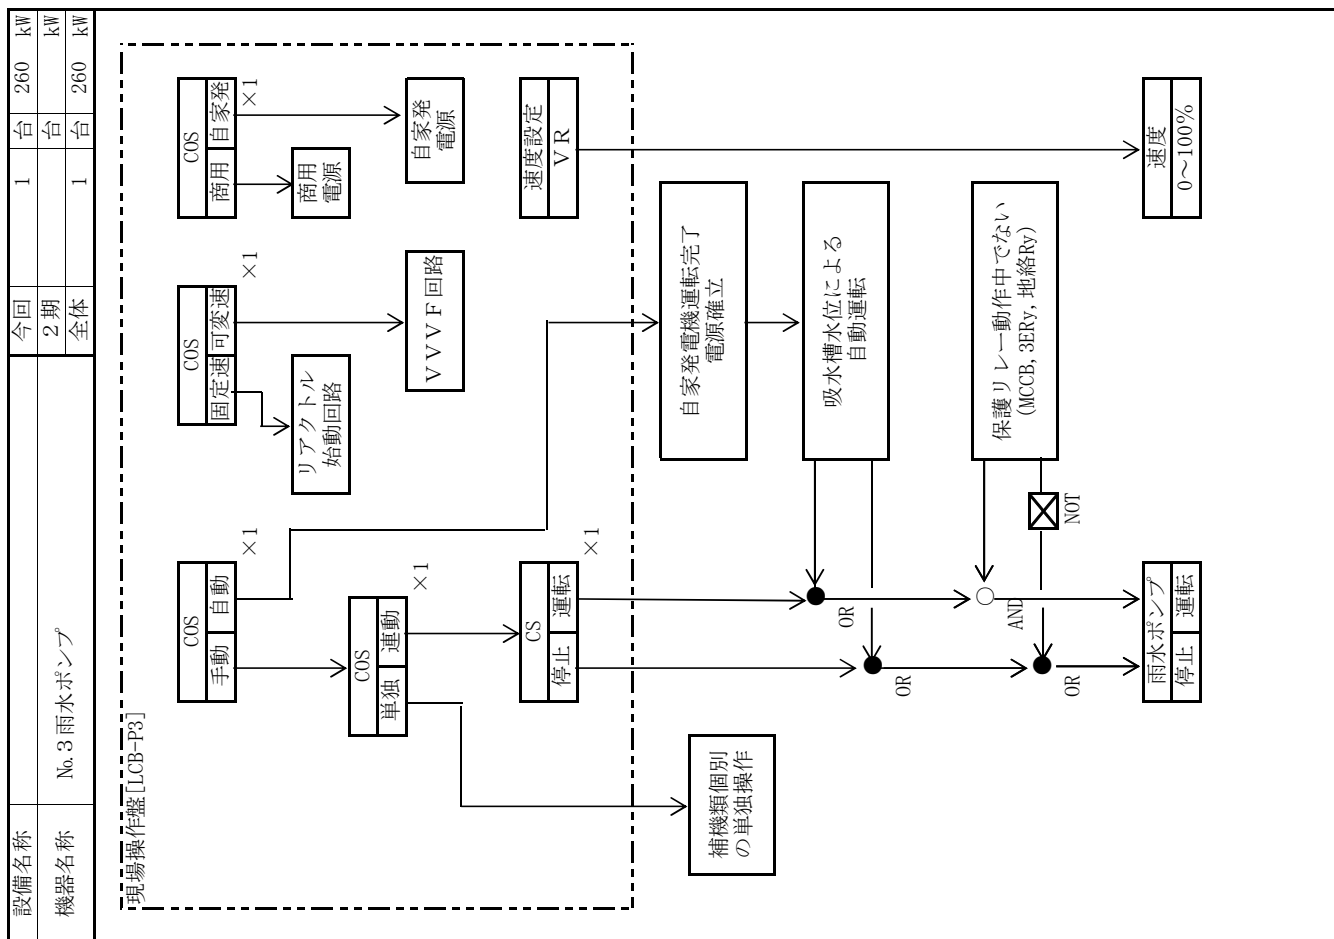 設備名称
機器名称 No.3雨水ポンプ
今回 1 台 260 kW
2期 台 kW
全体 1 台 260 kW
現場操作盤[LCB-P3]
COS
手動 自動
×1
COS
固定速 可変速
×1
COS
商用 自家発
×1
リアクトル
始動回路
商用
電源
COS
単独 連動
×1
VVVF回路
自家発
電源
CS
停止 運転
×1
速度設定
VR
補機類個別
の単独操作
自家発電機運転完了
電源確立
吸水槽水位による
自動運転
OR
OR
保護リレー動作中でない
(MCCB,3ERy,地絡Ry)
AND
NOT
OR
雨水ポンプ
停止 運転
速度
0～100%